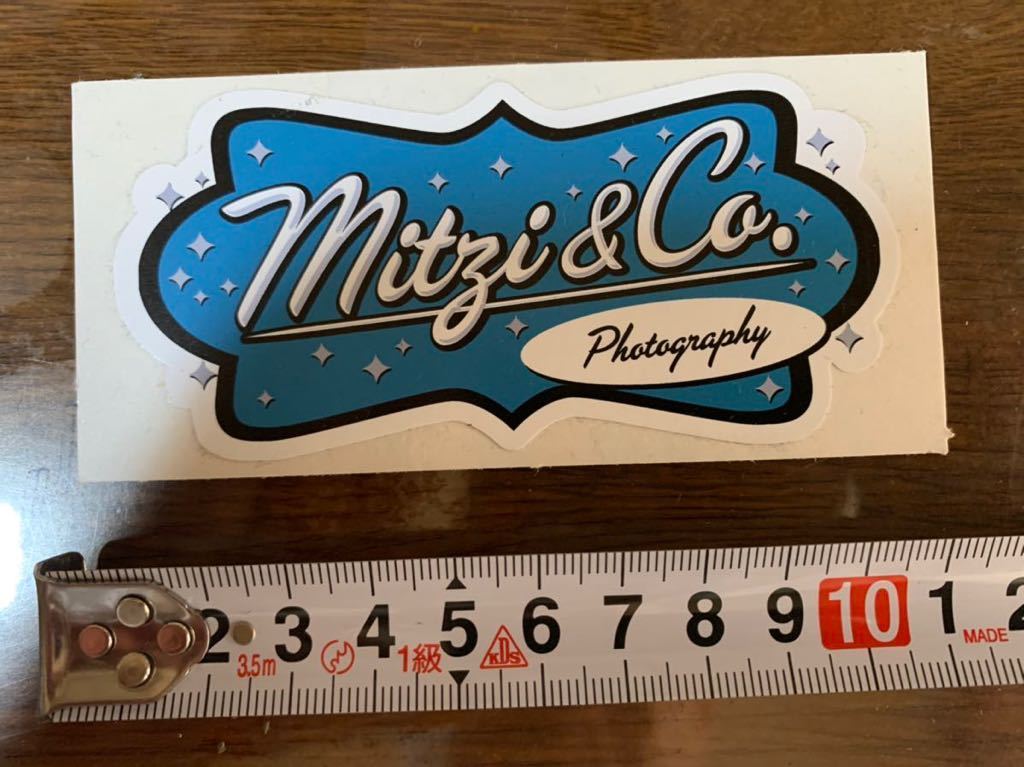 Mitzi & Co.
Photography
2 3 4 5 6 7 8 9 10 1 2
3.5m 1級 KDS MADE